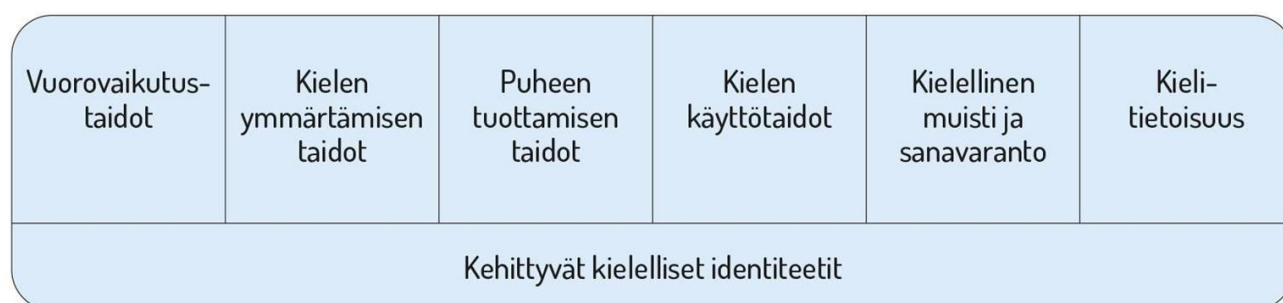 Vuorovaikutus-
taidot
Kielen
ymmärtämisen
taidot
Puheen
tuottamisen
taidot
Kielen
käyttötaidot
Kielellinen
muisti ja
sanavaranto
Kieli-
tietoisuus
Kehittyvät kielelliset identiteetit